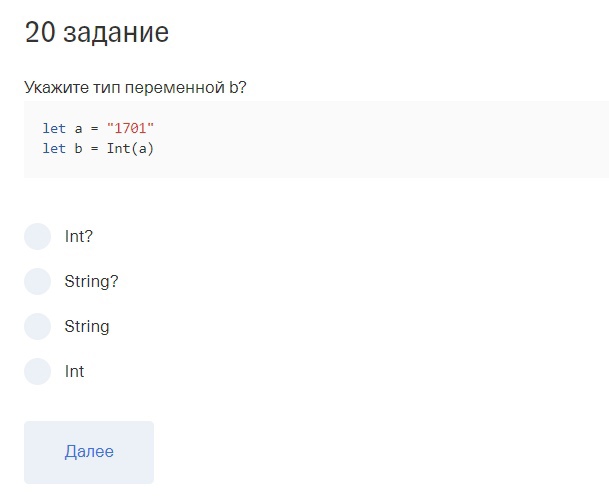 20 задание
Укажите тип переменной b?
let a = "1701"
let b = Int(a)
Int?
String?
String
Int
Далее